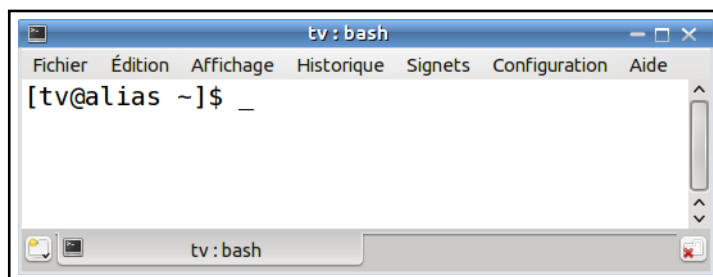 tv : bash
Fichier Édition Affichage Historique Signets Configuration Aide
[tv@alias ~]$ _
tv : bash